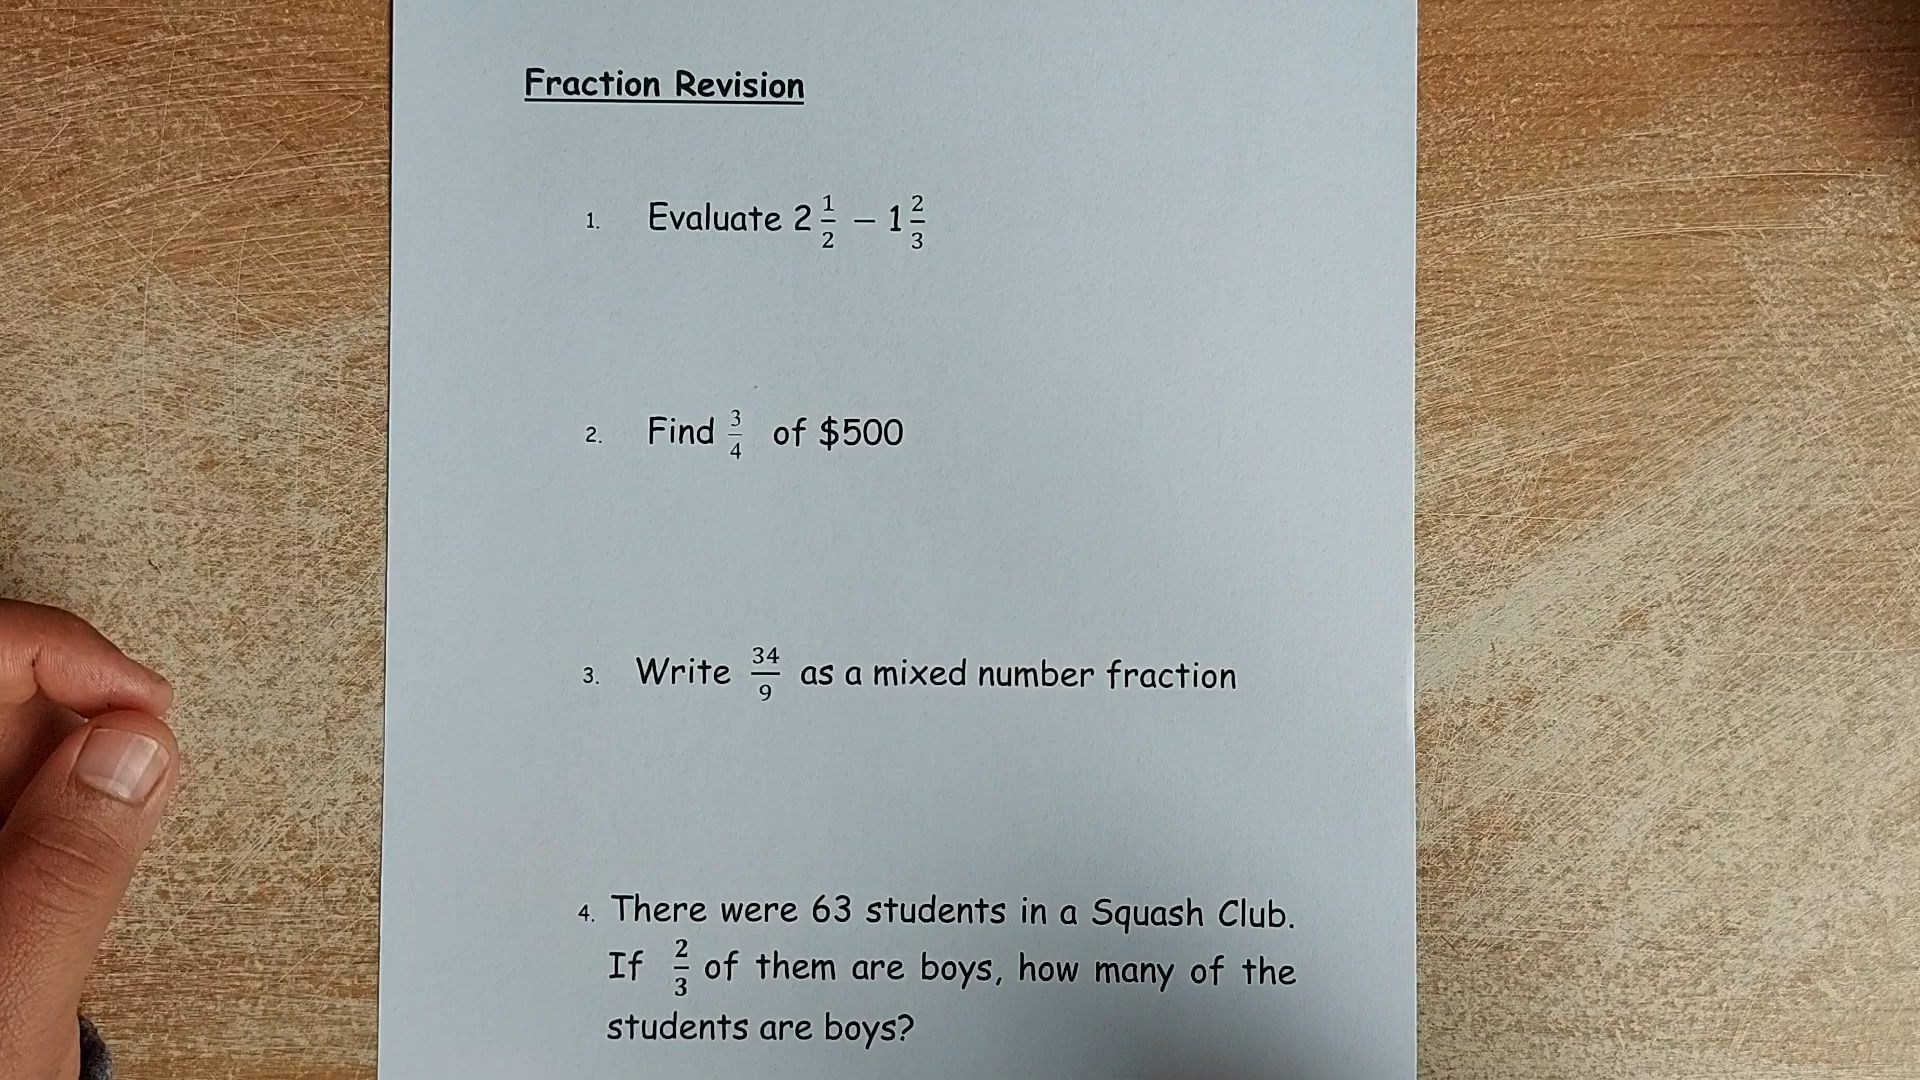 Fraction Revision
1. Evaluate 2 1/2 − 1 2/3
2. Find 3/4 of $500
3. Write 34/9 as a mixed number fraction
4. There were 63 students in a Squash Club.
If 2/3 of them are boys, how many of the
students are boys?